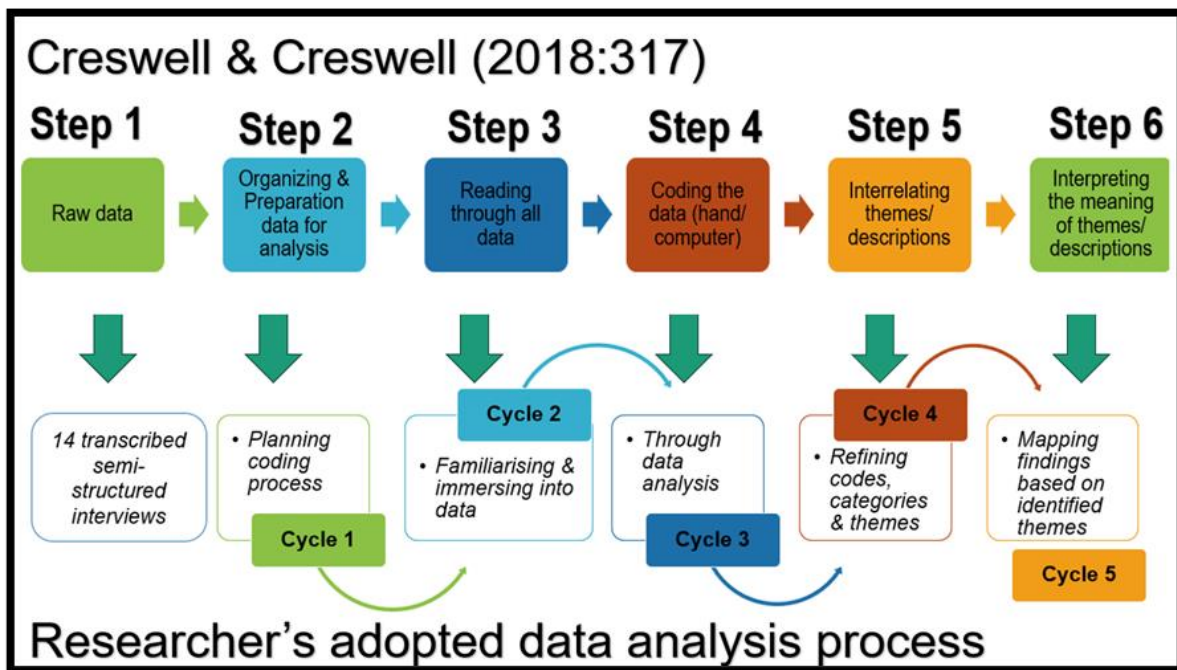 Creswell & Creswell (2018:317)
Step 1
Step 2
Step 3
Step 4
Step 5
Step 6
Raw data
Organizing &
Preparation
data for
analysis
Reading
through all
data
Coding the
data (hand/
computer)
Interrelating
themes/
descriptions
Interpreting
the meaning
of themes/
descriptions
14 transcribed
semi-
structured
interviews
• Planning
coding
process
Cycle 1
Cycle 2
• Familiarising &
immersing into
data
• Through
data
analysis
Cycle 3
Cycle 4
• Refining
codes,
categories
& themes
• Mapping
findings
based on
identified
themes
Cycle 5
Researcher's adopted data analysis process